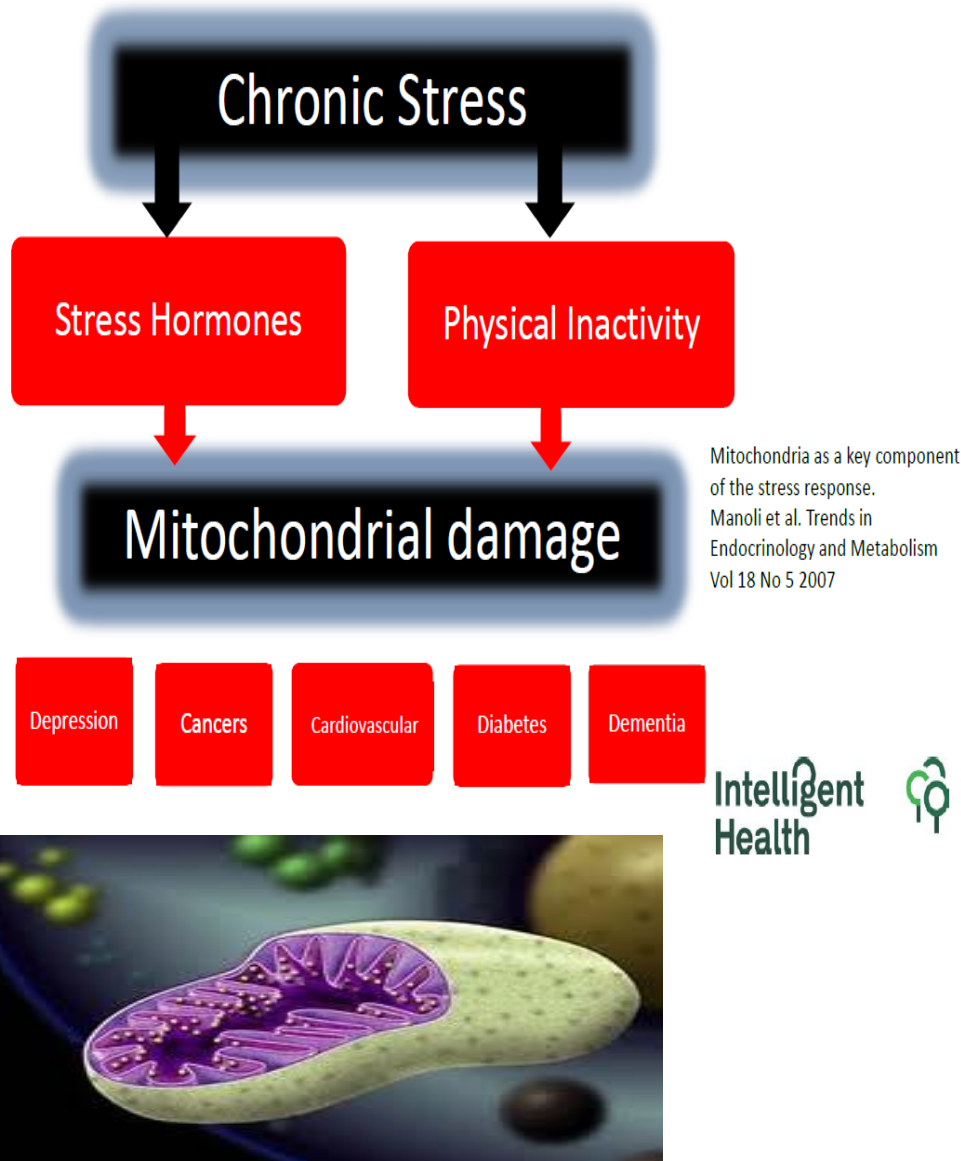 Chronic Stress
Stress Hormones
Physical Inactivity
Mitochondrial damage
Mitochondria as a key component
of the stress response.
Manoli et al. Trends in
Endocrinology and Metabolism
Vol 18 No 5 2007
Depression
Cancers
Cardiovascular
Diabetes
Dementia
Intelligent
Health